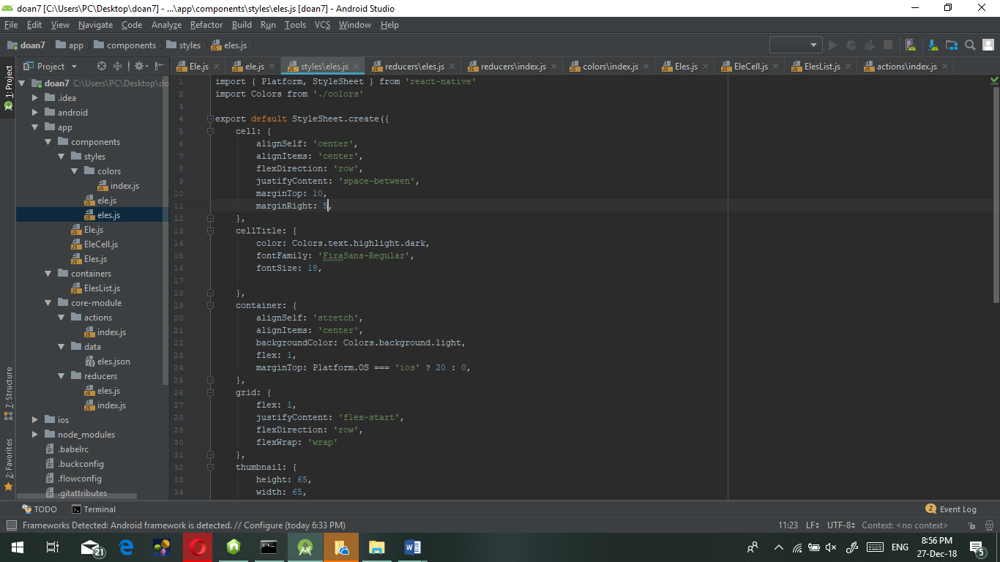 doan7 [C:\Users\PC\Desktop\doan7] - ...\app\components\styles\eles.js [doan7] - Android Studio
File Edit View Navigate Code Analyze Refactor Build Run Tools VCS Window Help
doan7 app components styles eles.js
Project
Ele.js ele.js styles\eles.js reducers\eles.js reducers\index.js colors\index.js Eles.js EleCell.js ElesList.js actions\index.js
1: Project
7: Structure
2: Favorites
doan7 C:\Users\PC\Desktop\do
.idea
android
app
components
styles
colors
index.js
ele.js
eles.js
Ele.js
EleCell.js
Eles.js
containers
ElesList.js
core-module
actions
index.js
data
eles.json
reducers
eles.js
index.js
ios
node_modules
.babelrc
.buckconfig
.flowconfig
.gitattributes
1 import { Platform, StyleSheet } from 'react-native'
2 import Colors from './colors'
3
4 export default StyleSheet.create({
5 cell: {
6 alignSelf: 'center',
7 alignItems: 'center',
8 flexDirection: 'row',
9 justifyContent: 'space-between',
10 marginTop: 10,
11 marginRight: 5,
12 },
13 cellTitle: {
14 color: Colors.text.highlight.dark,
15 fontFamily: 'FiraSans-Regular',
16 fontSize: 18,
17
18 },
19 container: {
20 alignSelf: 'stretch',
21 alignItems: 'center',
22 backgroundColor: Colors.background.light,
23 flex: 1,
24 marginTop: Platform.OS === 'ios' ? 20 : 0,
25 },
26 grid: {
27 flex: 1,
28 justifyContent: 'flex-start',
29 flexDirection: 'row',
30 flexWrap: 'wrap'
31 },
32 thumbnail: {
33 height: 65,
34 width: 65,
TODO Terminal 2 Event Log
Frameworks Detected: Android framework is detected. // Configure (today 6:33 PM) 11:23 LF UTF-8 Context: <no context>
21 ENG 8:56 PM
27-Dec-18 5